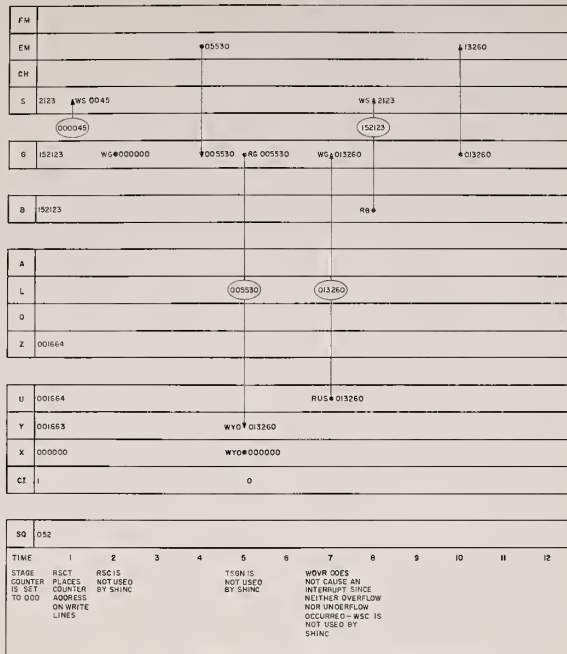 FM
EM 05530 13260
CH
S 2123 WS 0045 WS 2123
000045 152123
G 152123 WG 000000 005530 RG 005530 WG 013260 013260
B 152123 RB
A
L 005530 013260
Q
Z 001664
U 001664 RUS 013260
Y 001663 WYD 013260
X 000000 WYD 000000
CI 1 0
SQ 052
TIME 1 2 3 4 5 6 7 8 9 10 11 12
STAGE
COUNTER
IS SET
TO 000
RSCT
PLACES
COUNTER
ADDRESS
ON WRITE
LINES
RSC IS
NOT USED
BY SHINC
TSGN IS
NOT USED
BY SHINC
WOVR DOES
NOT CAUSE AN
INTERRUPT SINCE
NEITHER OVERFLOW
NOR UNDERFLOW
OCCURRED - WSC IS
NOT USED BY
SHINC